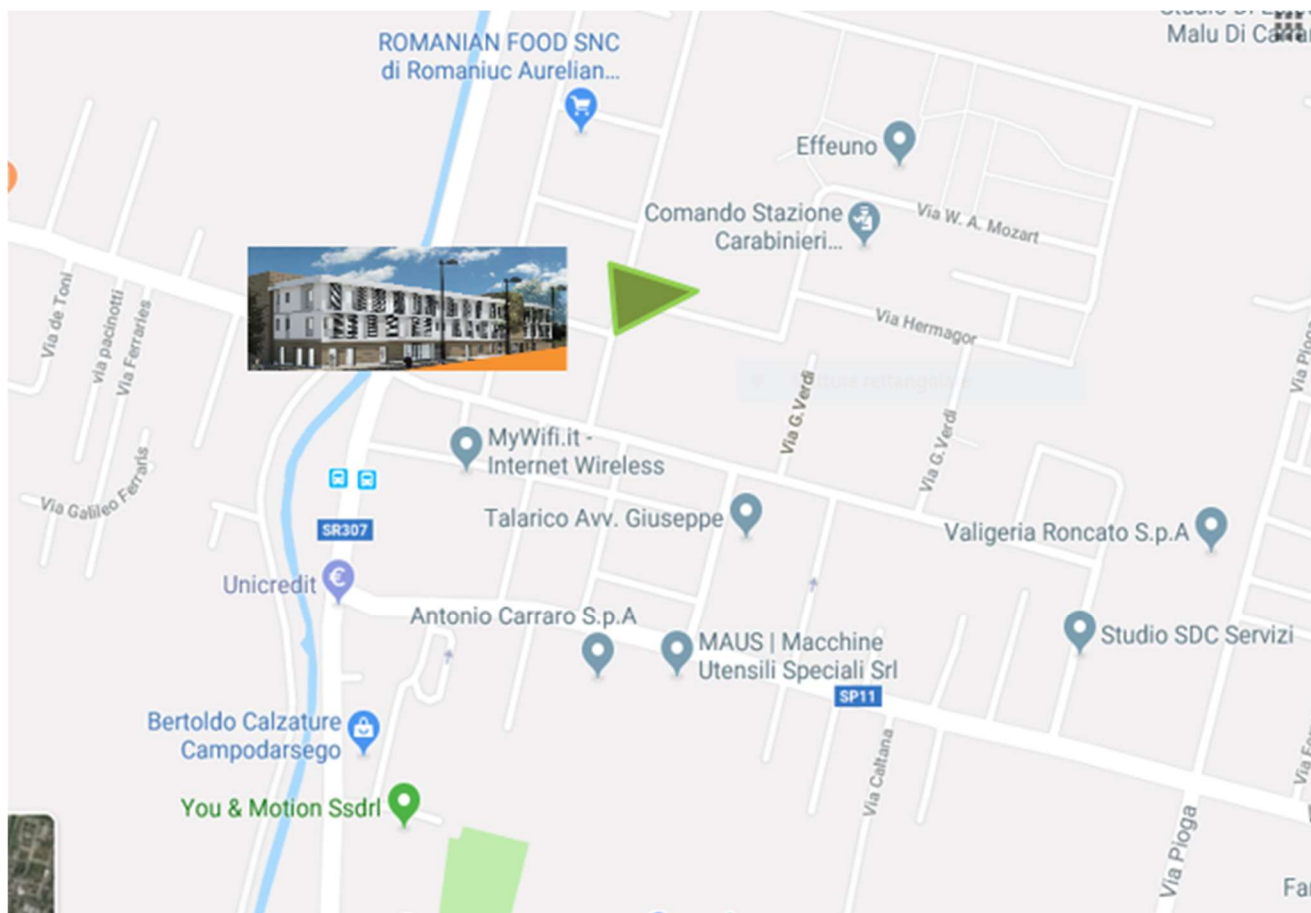 Malu Di Carrar
ROMANIAN FOOD SNC
di Romaniuc Aurelian...
Effeuno
Comando Stazione
Carabinieri...
Via W. A. Mozart
Via de Toni
via pacinotti
Via Ferraries
Via Hermagor
Via G.Verdi
Via G.Verdi
MyWifi.it -
Internet Wireless
Via Galileo Ferraris
SR307
Talarico Avv. Giuseppe
Valigeria Roncato S.p.A
Unicredit
Antonio Carraro S.p.A
MAUS | Macchine
Utensili Speciali Srl
Studio SDC Servizi
SP11
Bertoldo Calzature
Campodarsego
Via Caltana
You & Motion Ssdrl
Via Pioga